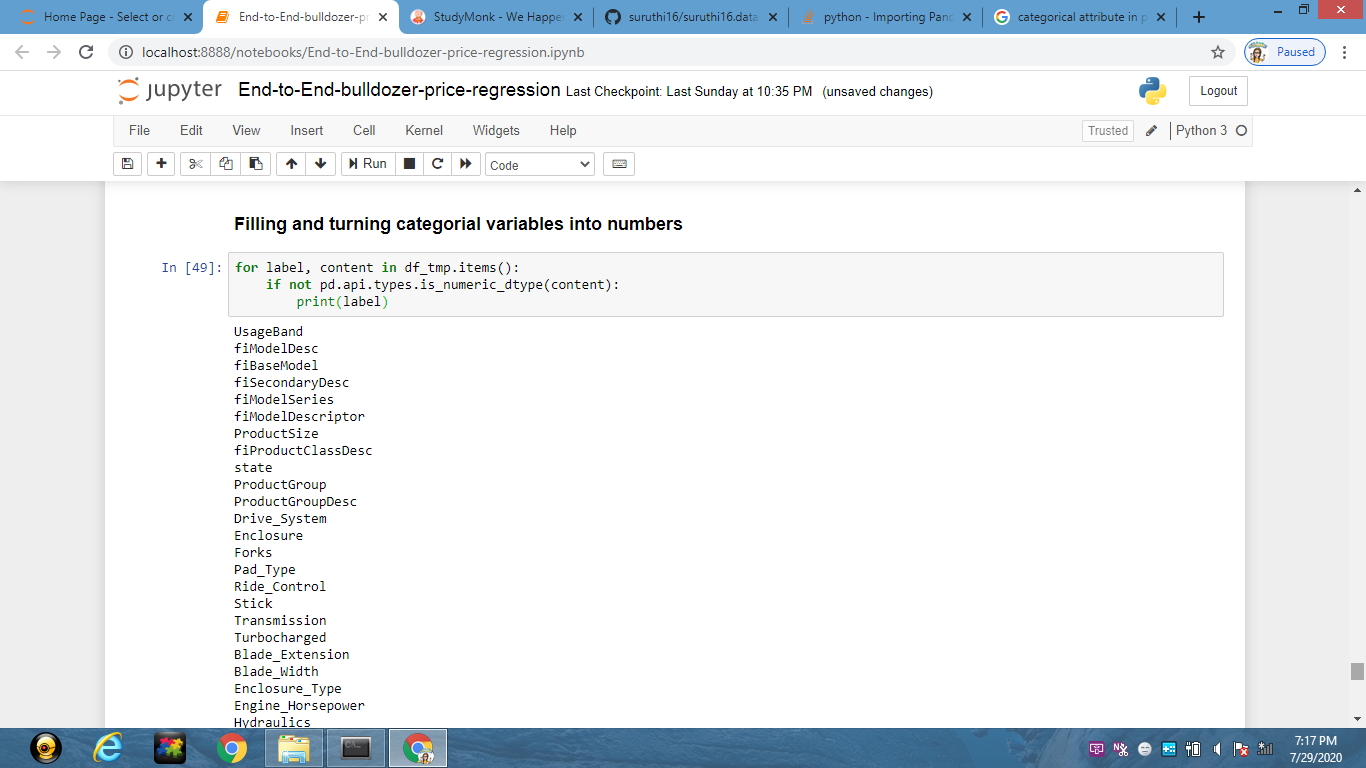 Home Page - Select or c
End-to-End-bulldozer-pr
StudyMonk - We Happe
suruthi16/suruthi16.data
python - Importing Panc
categorical attribute in p
localhost:8888/notebooks/End-to-End-bulldozer-price-regression.ipynb
Paused
jupyter End-to-End-bulldozer-price-regression Last Checkpoint: Last Sunday at 10:35 PM (unsaved changes)
Logout
File Edit View Insert Cell Kernel Widgets Help
Trusted Python 3
Run Code
Filling and turning categorial variables into numbers
In [49]: for label, content in df_tmp.items():
if not pd.api.types.is_numeric_dtype(content):
print(label)
UsageBand
fiModelDesc
fiBaseModel
fiSecondaryDesc
fiModelSeries
fiModelDescriptor
ProductSize
fiProductClassDesc
state
ProductGroup
ProductGroupDesc
Drive_System
Enclosure
Forks
Pad_Type
Ride_Control
Stick
Transmission
Turbocharged
Blade_Extension
Blade_Width
Enclosure_Type
Engine_Horsepower
Hydraulics
7:17 PM
7/29/2020